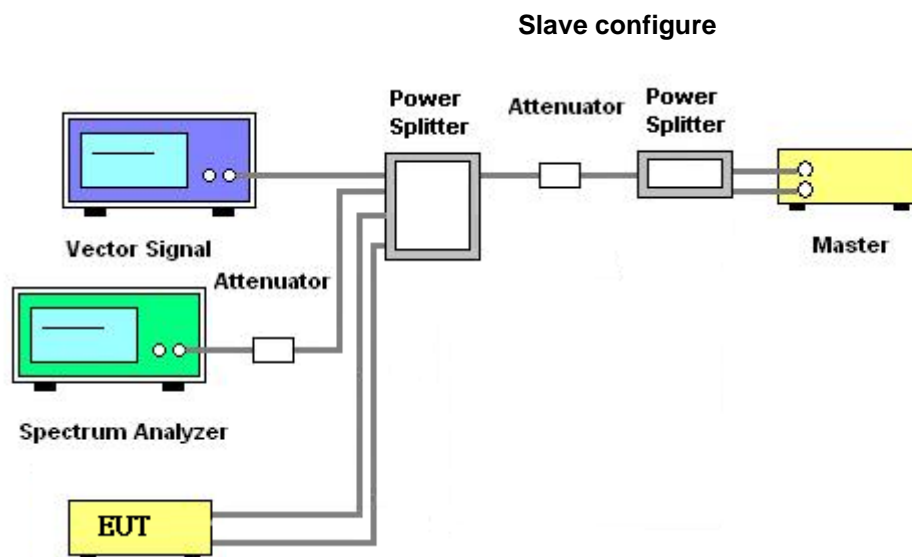 Slave configure
Power
Splitter
Attenuator
Power
Splitter
Vector Signal
Master
Attenuator
Spectrum Analyzer
EUT